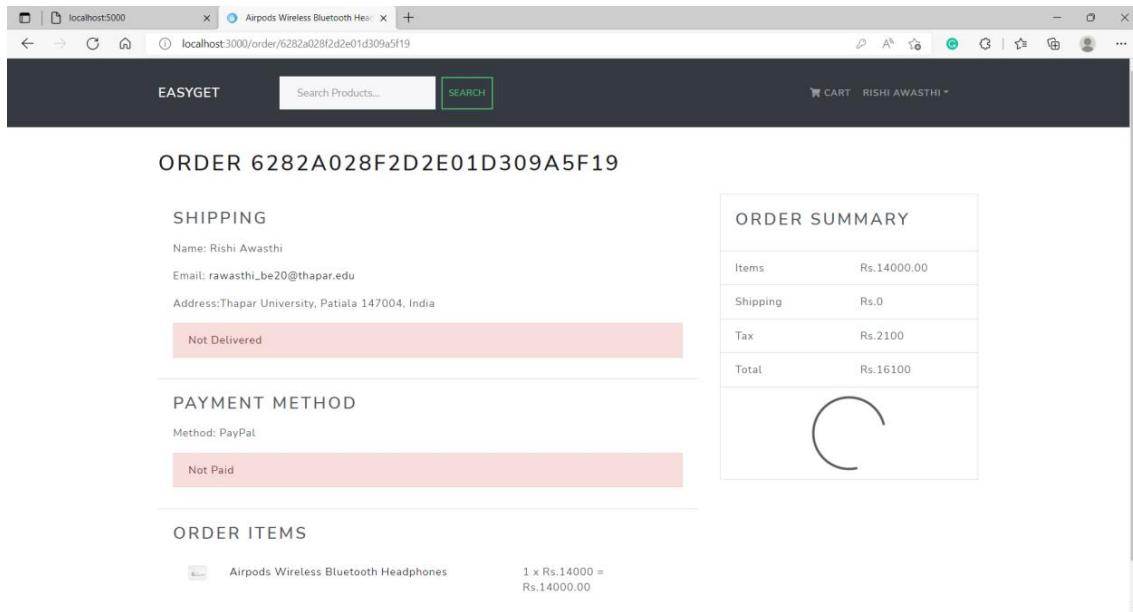 localhost:5000
Airpods Wireless Bluetooth Hea
localhost:3000/order/6282a028f2d2e01d309a5f19
EASYGET
Search Products...
SEARCH
CART
RISHI AWASTHI
ORDER 6282A028F2D2E01D309A5F19
SHIPPING
Name: Rishi Awasthi
Email: rawasthi_be20@thapar.edu
Address:Thapar University, Patiala 147004, India
Not Delivered
PAYMENT METHOD
Method: PayPal
Not Paid
ORDER ITEMS
Airpods Wireless Bluetooth Headphones
1 x Rs.14000 =
Rs.14000.00
ORDER SUMMARY
Items Rs.14000.00
Shipping Rs.0
Tax Rs.2100
Total Rs.16100